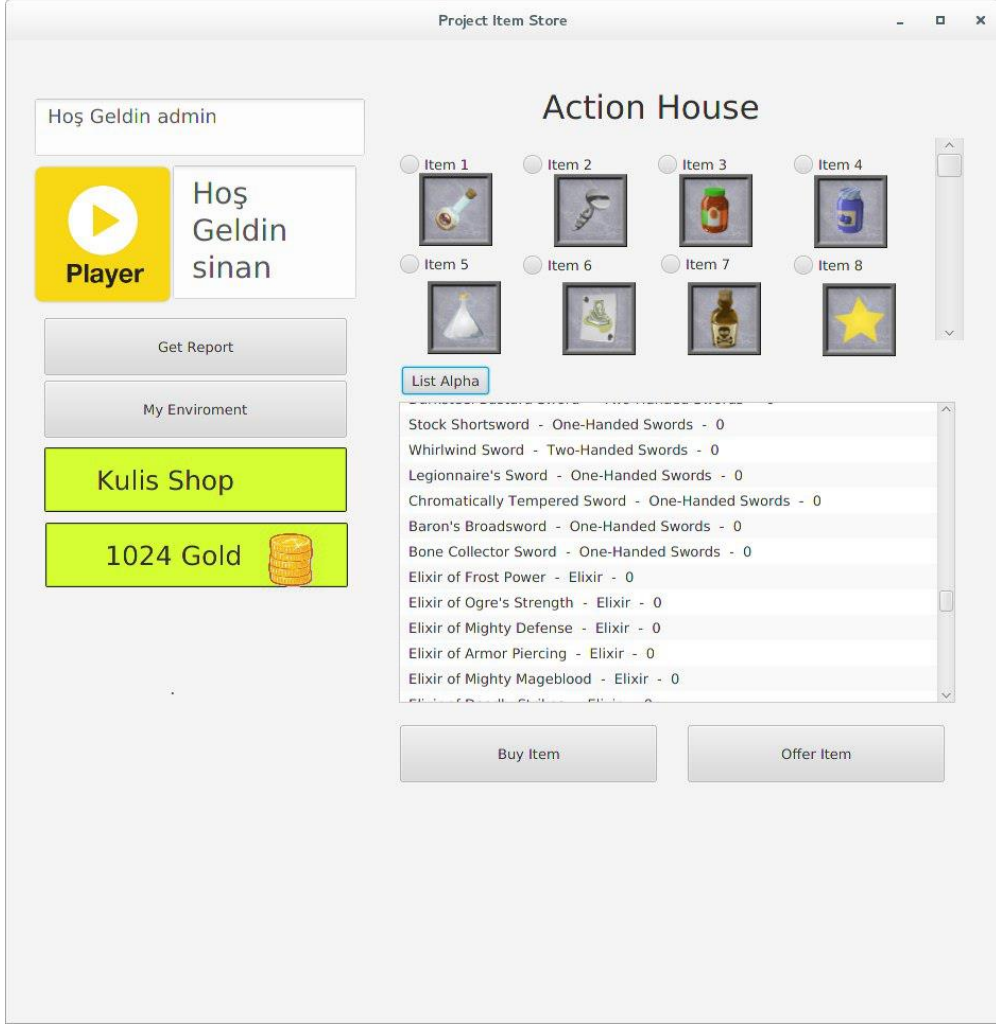 Project Item Store
Hoş Geldin admin
Player
Hoş
Geldin
sinan
Get Report
My Enviroment
Kulis Shop
1024 Gold
Action House
Item 1
Item 2
Item 3
Item 4
Item 5
Item 6
Item 7
Item 8
List Alpha
Stock Shortsword - One-Handed Swords - 0
Whirlwind Sword - Two-Handed Swords - 0
Legionnaire's Sword - One-Handed Swords - 0
Chromatically Tempered Sword - One-Handed Swords - 0
Baron's Broadsword - One-Handed Swords - 0
Bone Collector Sword - One-Handed Swords - 0
Elixir of Frost Power - Elixir - 0
Elixir of Ogre's Strength - Elixir - 0
Elixir of Mighty Defense - Elixir - 0
Elixir of Armor Piercing - Elixir - 0
Elixir of Mighty Mageblood - Elixir - 0
Buy Item
Offer Item